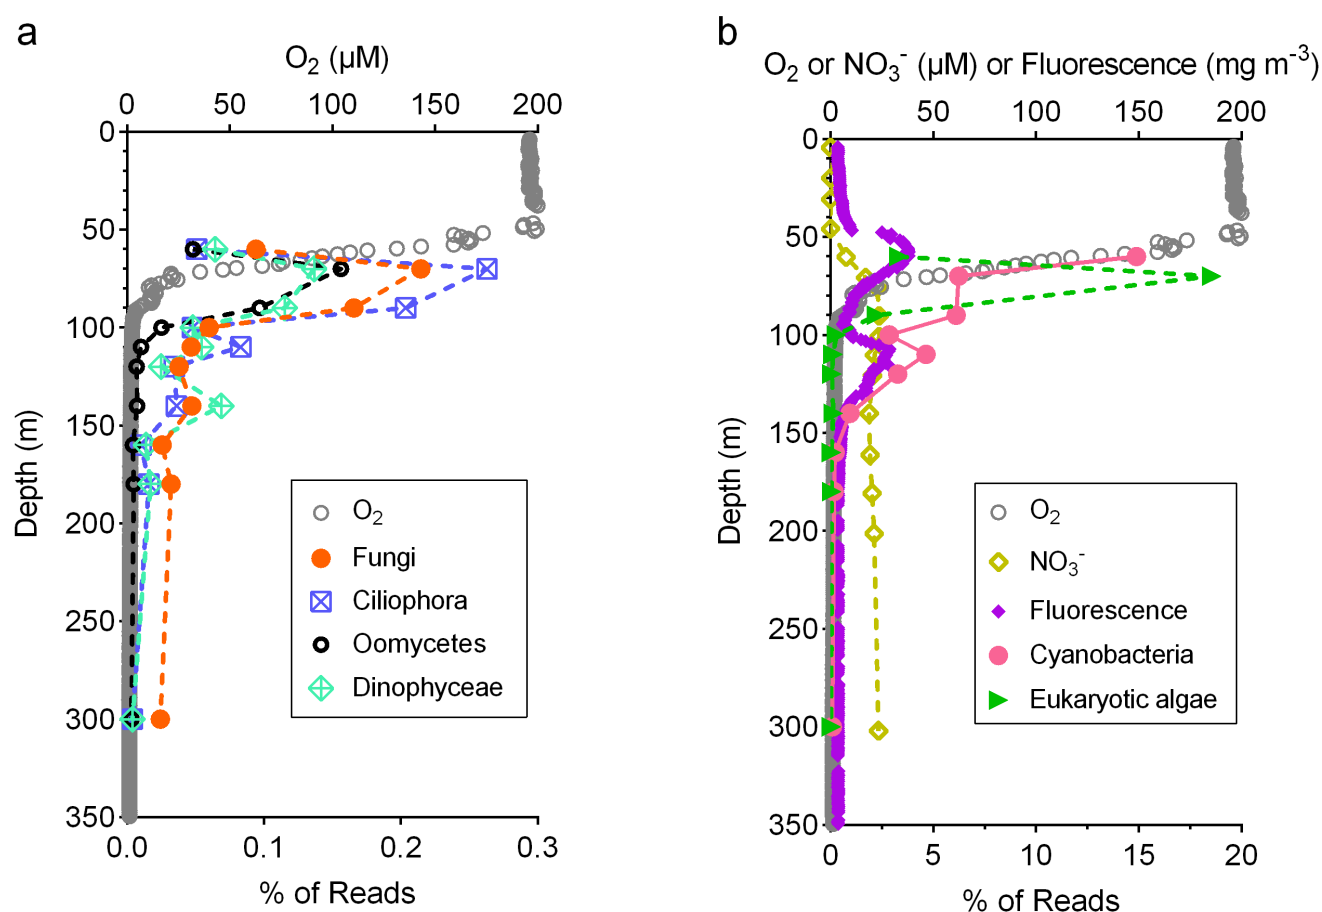 a
O₂ (μM)
0 50 100 150 200
0
50
100
150
200
250
300
350
Depth (m)
O₂
Fungi
Ciliophora
Oomycetes
Dinophyceae
0.0 0.1 0.2 0.3
% of Reads
b
O₂ or NO₃⁻ (μM) or Fluorescence (mg m⁻³)
0 50 100 150 200
0
50
100
150
200
250
300
350
Depth (m)
O₂
NO₃⁻
Fluorescence
Cyanobacteria
Eukaryotic algae
0 5 10 15 20
% of Reads